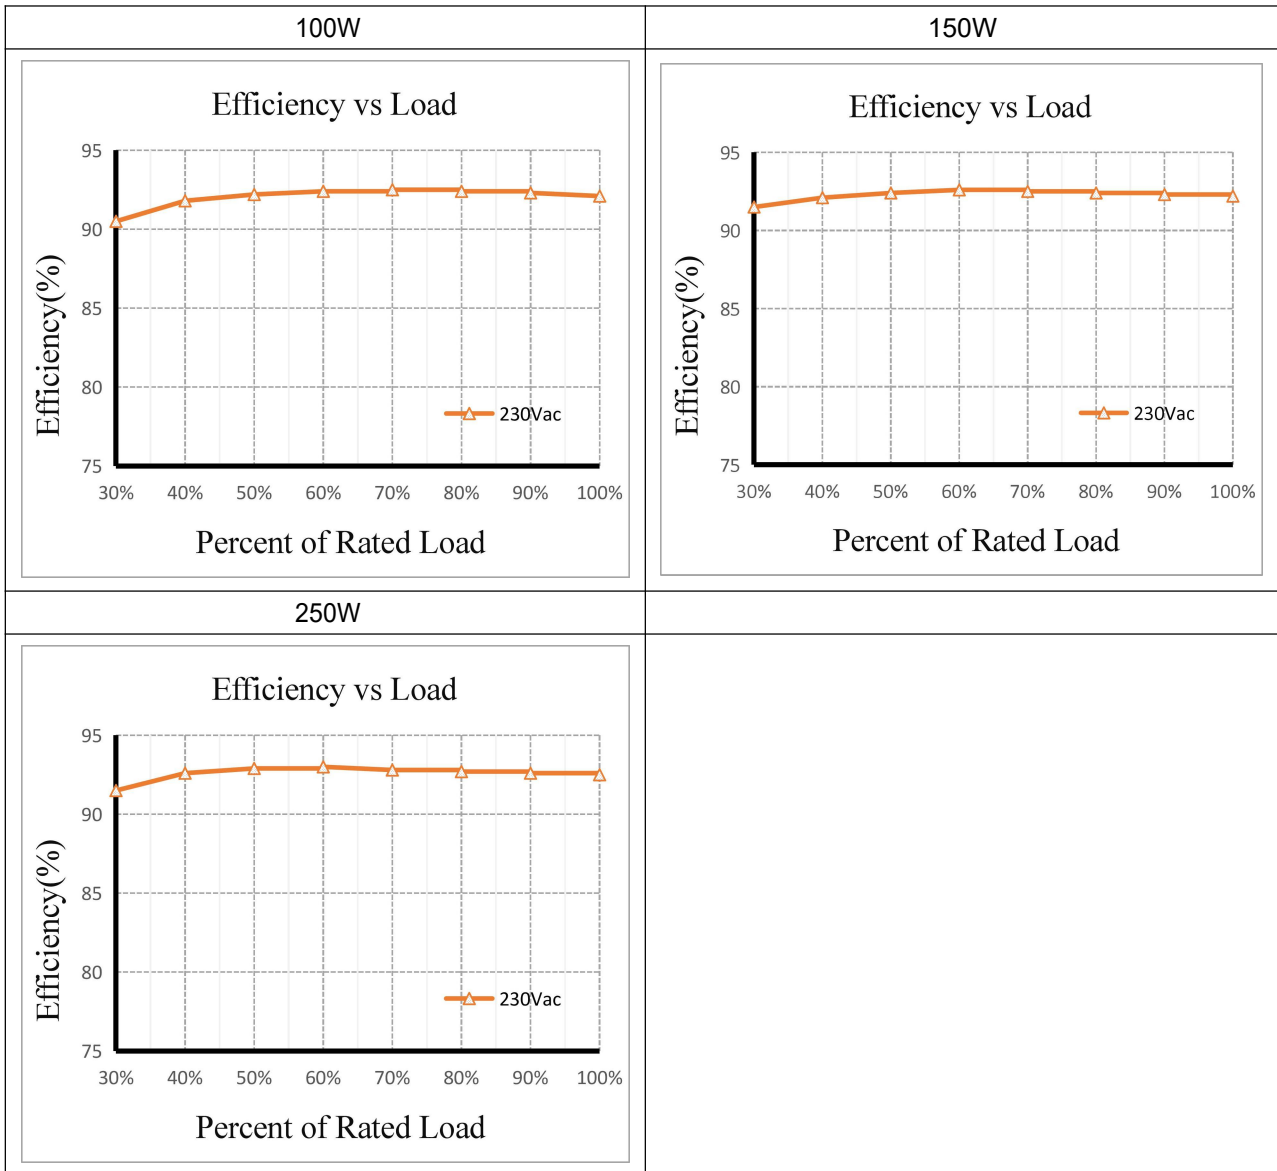 100W
150W
Efficiency vs Load
95
90
85
80
75
Efficiency(%)
230Vac
30% 40% 50% 60% 70% 80% 90% 100%
Percent of Rated Load
Efficiency vs Load
95
90
85
80
75
Efficiency(%)
230Vac
30% 40% 50% 60% 70% 80% 90% 100%
Percent of Rated Load
250W
Efficiency vs Load
95
90
85
80
75
Efficiency(%)
230Vac
30% 40% 50% 60% 70% 80% 90% 100%
Percent of Rated Load